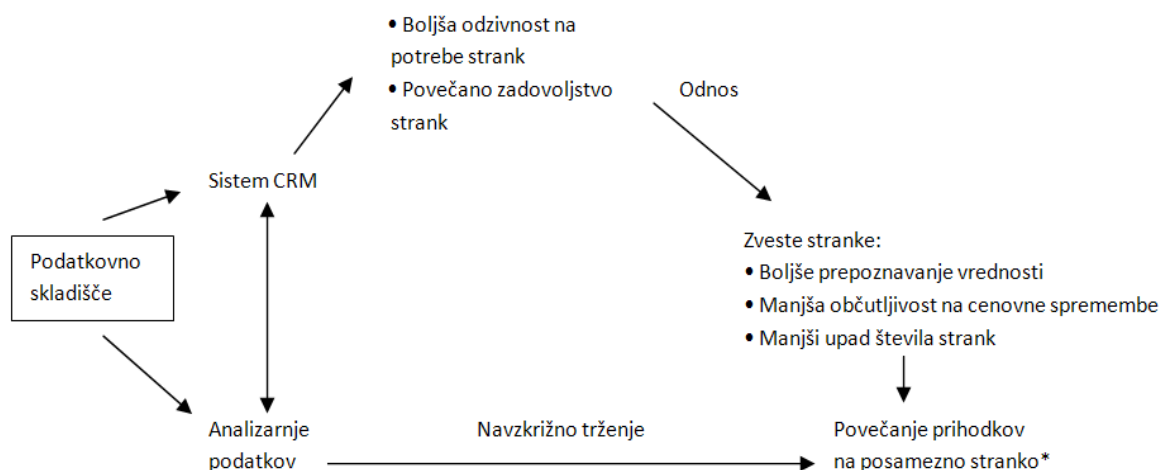 • Boljša odzivnost na
potrebe strank
• Povečano zadovoljstvo
strank
Odnos
Sistem CRM
Podatkovno
skladišče
Zveste stranke:
• Boljše prepoznavanje vrednosti
• Manjša občutljivost na cenovne spremembe
• Manjši upad števila strank
Analizarnje
podatkov
Navzkrižno trženje
Povečanje prihodkov
na posamezno stranko*